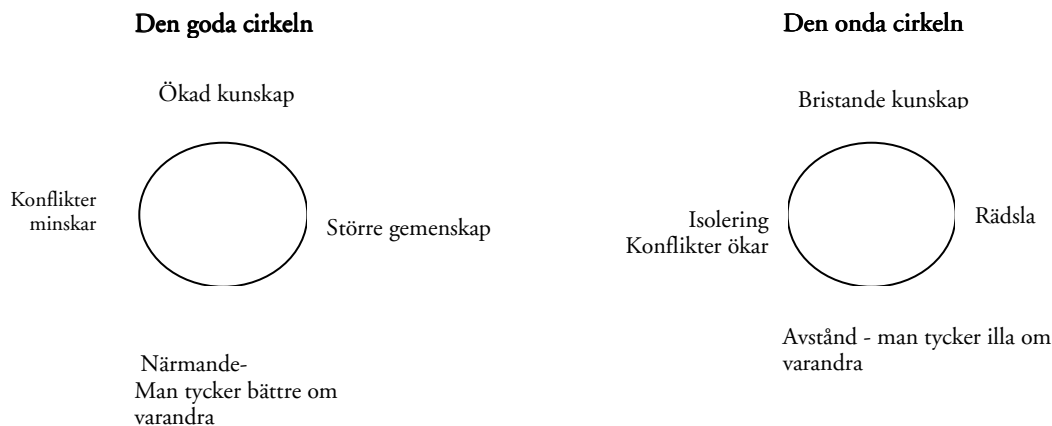 Den goda cirkeln
Ökad kunskap
Konflikter
minskar
Större gemenskap
Närmande-
Man tycker bättre om
varandra
Den onda cirkeln
Bristande kunskap
Rädsla
Isolering
Konflikter ökar
Avstånd - man tycker illa om
varandra